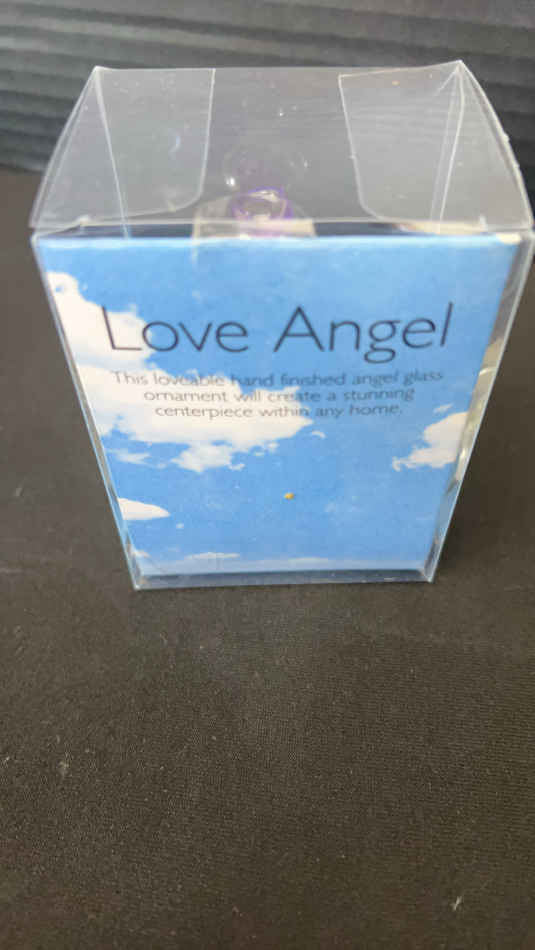 Love Angel
This loveable hand finished angel glass
ornament will create a stunning
centerpiece within any home.